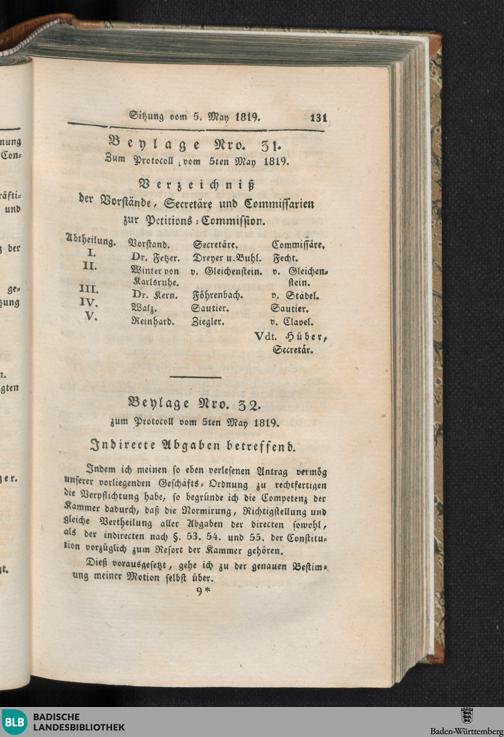 Sitzung vom 5. May 1819. 131
Beylage Nro. 31.
Zum Protocoll vom 5ten May 1819.
Verzeichniß
der Vorstände, Secretäre und Commissarien
zur Petitions-Commission.
Abtheilung. Vorstand. Secretäre. Commissäre.
I. Dr. Fetzer. Dreyer u. Buhl. Fecht.
II. Winter von v. Gleichenstein. v. Gleichen-
Karlsruhe. stein.
III. Dr. Kern. Föhrenbach. v. Stadel.
IV. Walz. Sautier. Sautier.
V. Reinhard. Ziegler. v. Clavel.
Vdt. Hüber,
Secretär.
Beylage Nro. 32.
zum Protocoll vom 5ten May 1819.
Indirecte Abgaben betreffend.
Indem ich meinen so eben verlesenen Antrag vermög
unserer vorliegenden Geschäfts-Ordnung zu rechtfertigen
die Verpflichtung habe, so begründe ich die Competenz der
Kammer dadurch, daß die Normirung, Richtigstellung und
gleiche Vertheilung aller Abgaben der directen sowohl,
als der indirecten nach §. 53. 54. und 55. der Constitu-
tion vorzüglich zum Resort der Kammer gehören.
Dieß vorausgesetzt, gehe ich zu der genauen Bestim-
ung meiner Motion selbst über.
9*
BLB BADISCHE
LANDESBIBLIOTHEK
Baden-Württemberg